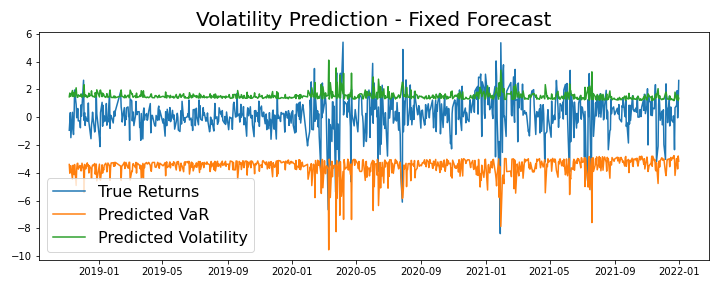 Volatility Prediction - Fixed Forecast
6
4
2
0
−2
−4
−6
−8
−10
True Returns
Predicted VaR
Predicted Volatility
2019-01 2019-05 2019-09 2020-01 2020-05 2020-09 2021-01 2021-05 2021-09 2022-01